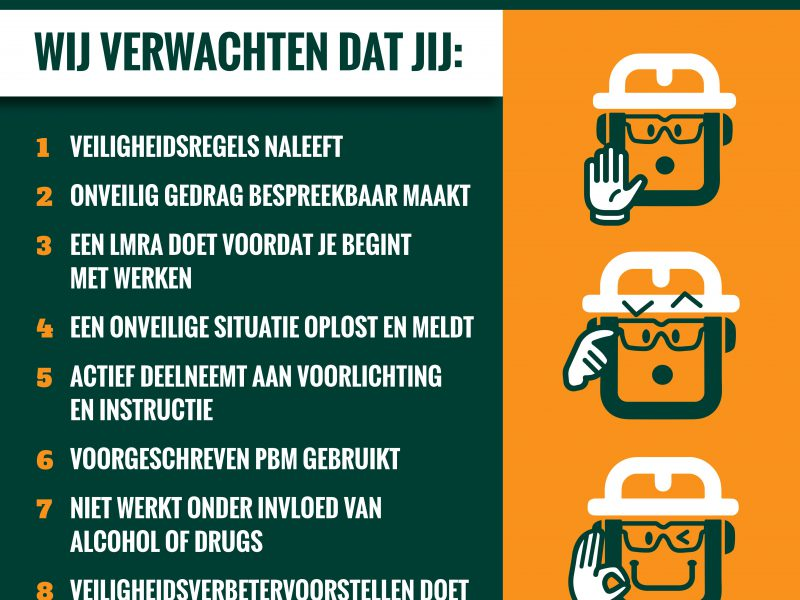 WIJ VERWACHTEN DAT JIJ:
1 VEILIGHEIDSREGELS NALEEFT
2 ONVEILIG GEDRAG BESPREEKBAAR MAAKT
3 EEN LMRA DOET VOORDAT JE BEGINT
MET WERKEN
4 EEN ONVEILIGE SITUATIE OPLOST EN MELDT
5 ACTIEF DEELNEEMT AAN VOORLICHTING
EN INSTRUCTIE
6 VOORGESCHREVEN PBM GEBRUIKT
7 NIET WERKT ONDER INVLOED VAN
ALCOHOL OF DRUGS
8 VEILIGHEIDSVERBETERVOORSTELLEN DOET